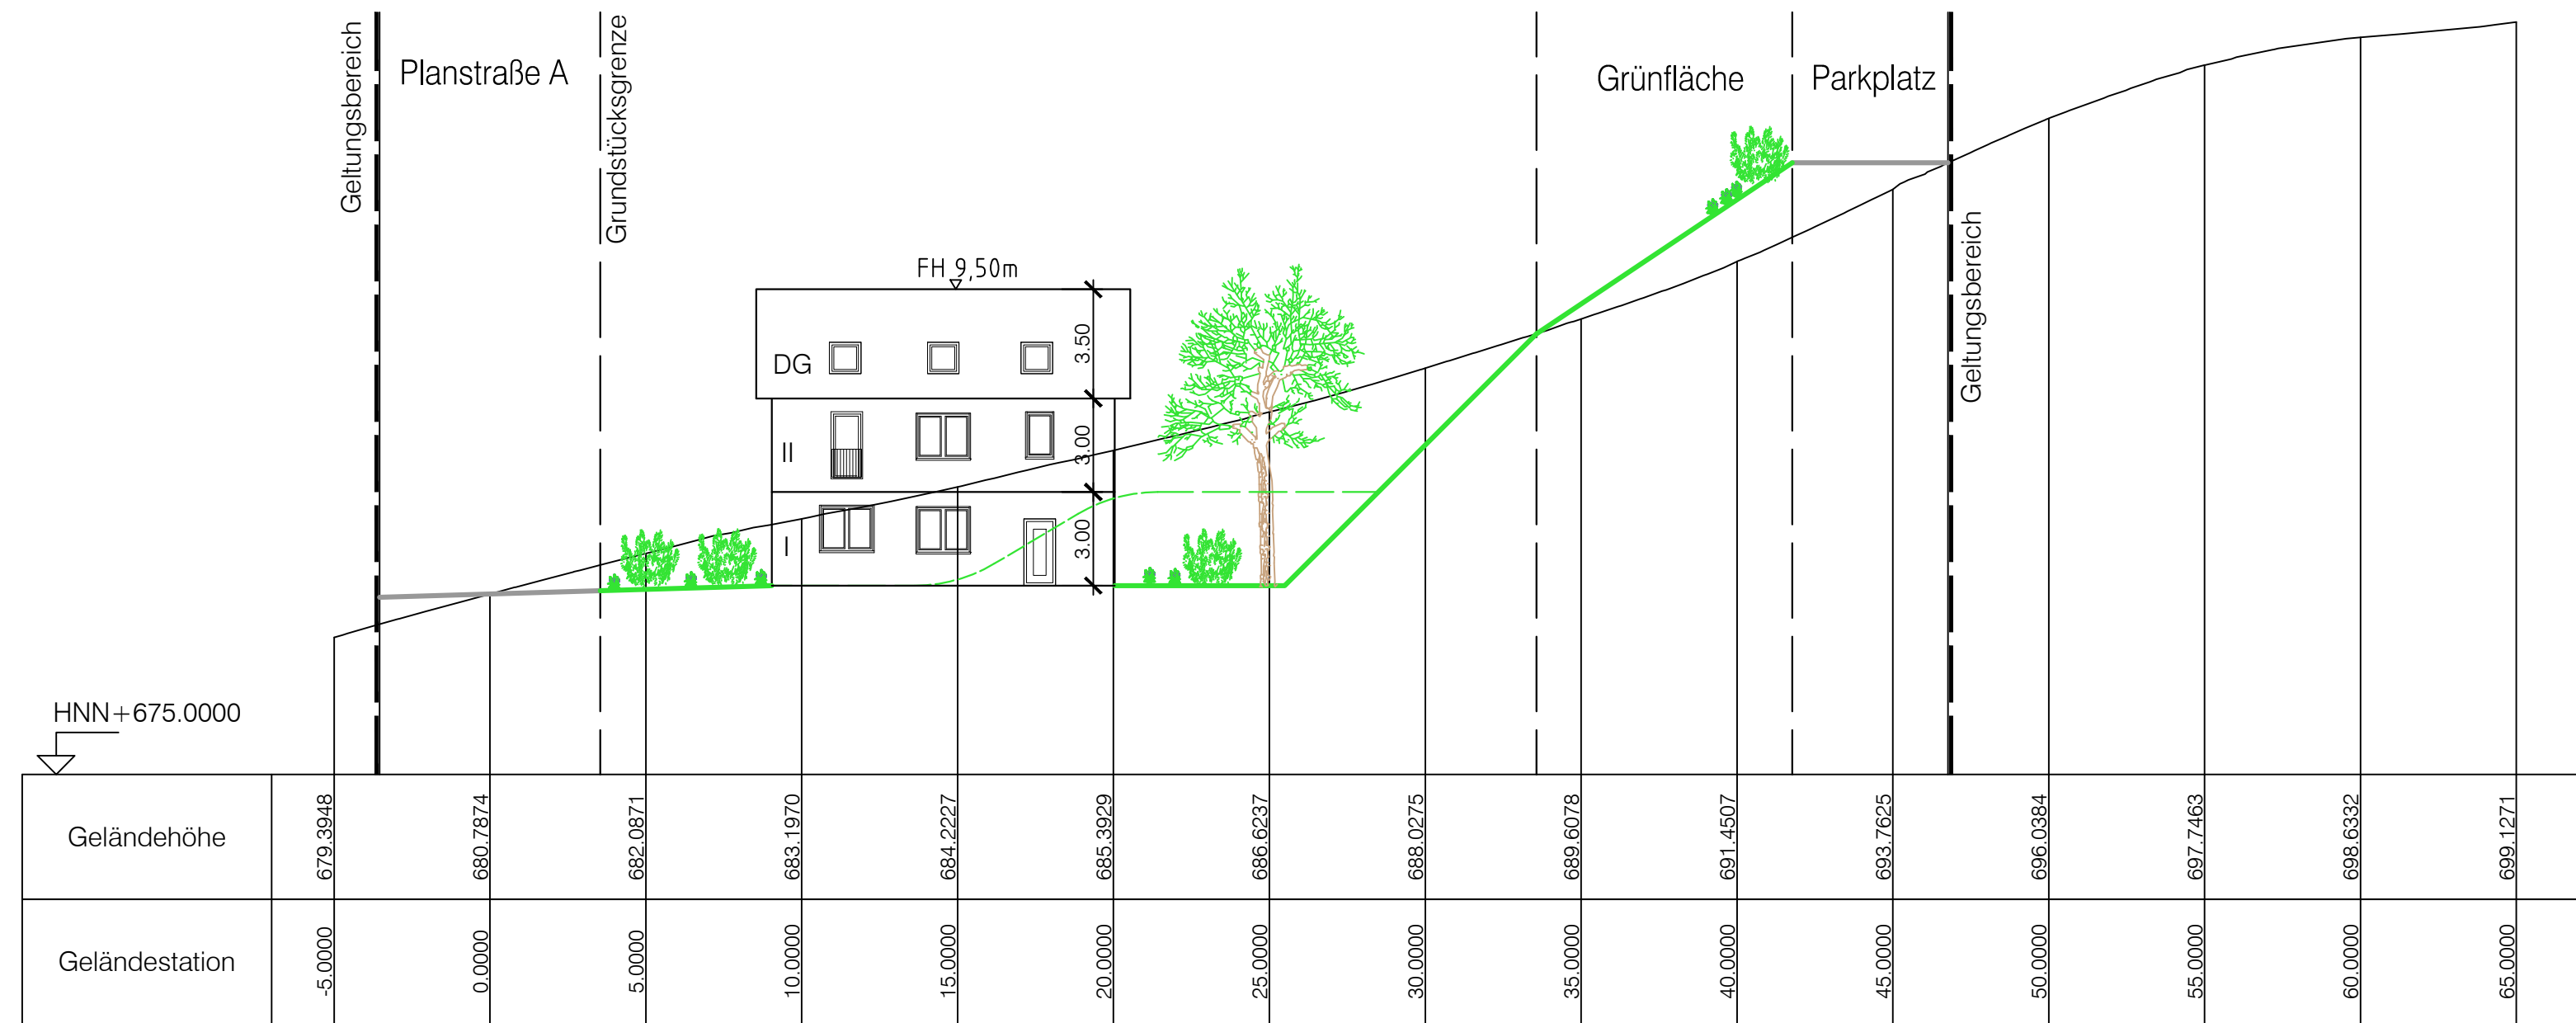 Geltungsbereich
Planstraße A
Grundstücksgrenze
Grünfläche
Parkplatz
Geltungsbereich
FH 9,50m
DG
3.50
II
3.00
I
3.00
HNN+675.0000
Geländehöhe
679.3948
680.7874
682.0871
683.1970
684.2227
685.3929
686.6237
688.0275
689.6078
691.4507
693.7625
696.0384
697.7463
698.6332
699.1271
Geländestation
-5.0000
0.0000
5.0000
10.0000
15.0000
20.0000
25.0000
30.0000
35.0000
40.0000
45.0000
50.0000
55.0000
60.0000
65.0000